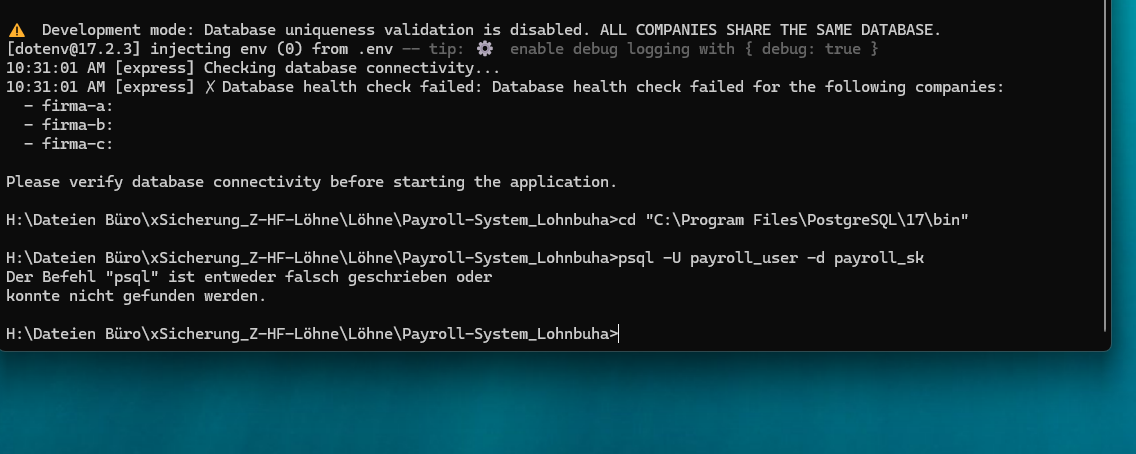 ⚠ Development mode: Database uniqueness validation is disabled. ALL COMPANIES SHARE THE SAME DATABASE.
[dotenv@17.2.3] injecting env (0) from .env -- tip: ⚙ enable debug logging with { debug: true }
10:31:01 AM [express] Checking database connectivity...
10:31:01 AM [express] ✗ Database health check failed: Database health check failed for the following companies:
- firma-a:
- firma-b:
- firma-c:
Please verify database connectivity before starting the application.
H:\Dateien Büro\xSicherung_Z-HF-Löhne\Löhne\Payroll-System_Lohnbuha>cd "C:\Program Files\PostgreSQL\17\bin"
H:\Dateien Büro\xSicherung_Z-HF-Löhne\Löhne\Payroll-System_Lohnbuha>psql -U payroll_user -d payroll_sk
Der Befehl "psql" ist entweder falsch geschrieben oder
konnte nicht gefunden werden.
H:\Dateien Büro\xSicherung_Z-HF-Löhne\Löhne\Payroll-System_Lohnbuha>